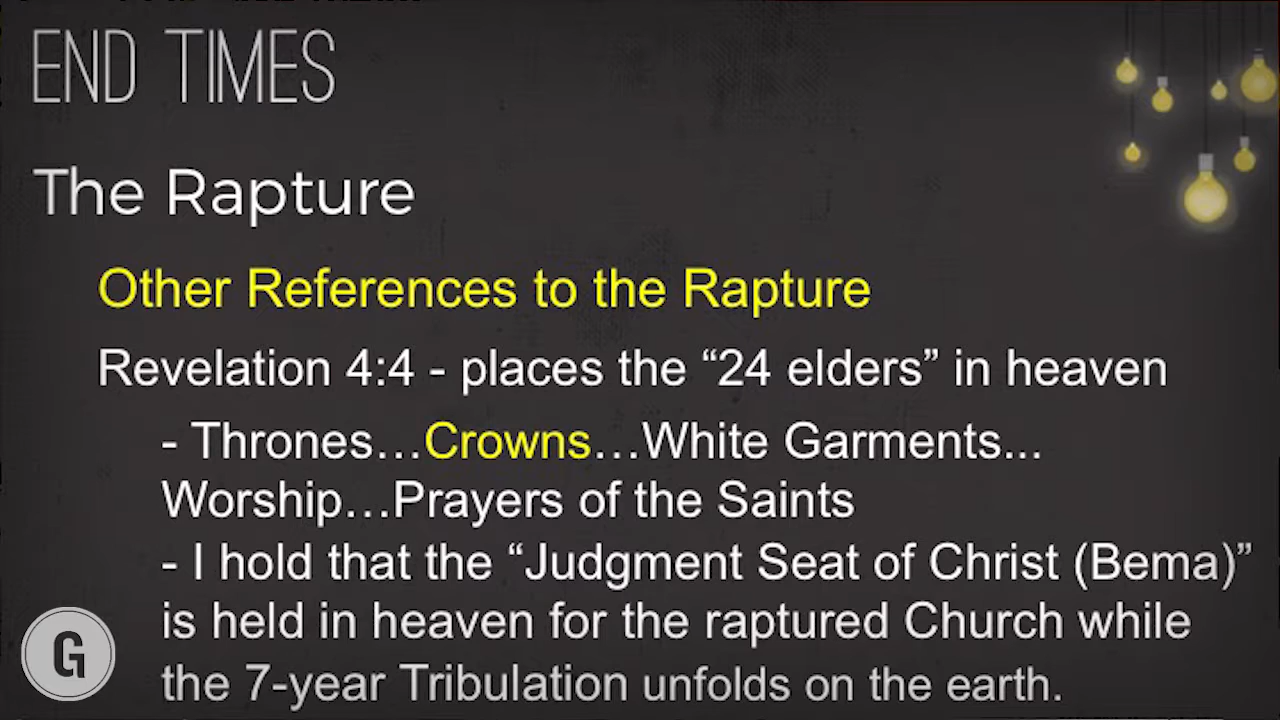 END TIMES
The Rapture
Other References to the Rapture
Revelation 4:4 - places the “24 elders” in heaven
- Thrones…Crowns…White Garments...
Worship…Prayers of the Saints
- I hold that the “Judgment Seat of Christ (Bema)”
is held in heaven for the raptured Church while
the 7-year Tribulation unfolds on the earth.
G